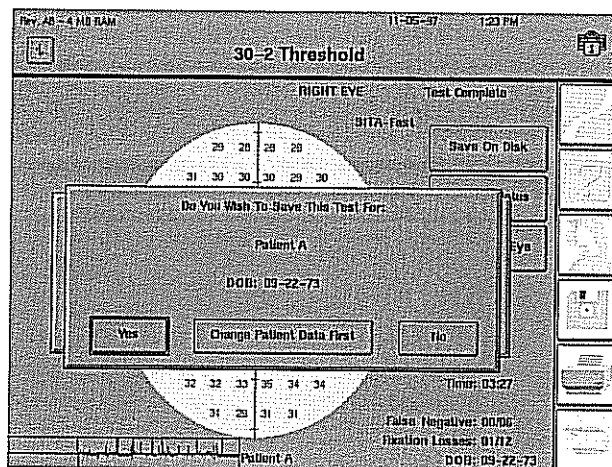 Rev. A8 - 4 MB RAM 11-05-97 1:23 PM
30-2 Threshold
RIGHT EYE Test Complete
SITA-Fast
29 28 28 29
Save On Disk
31 30 30 30 29 30
Do You Wish To Save This Test For:
Patient A
Eye
DOB: 09-22-73
Yes Change Patient Data First No
32 32 33 35 34 34
Time: 03:27
31 29 31 31
False Negative: 00/06
Fixation Losses: 01/12
Patient A DOB: 09-22-73